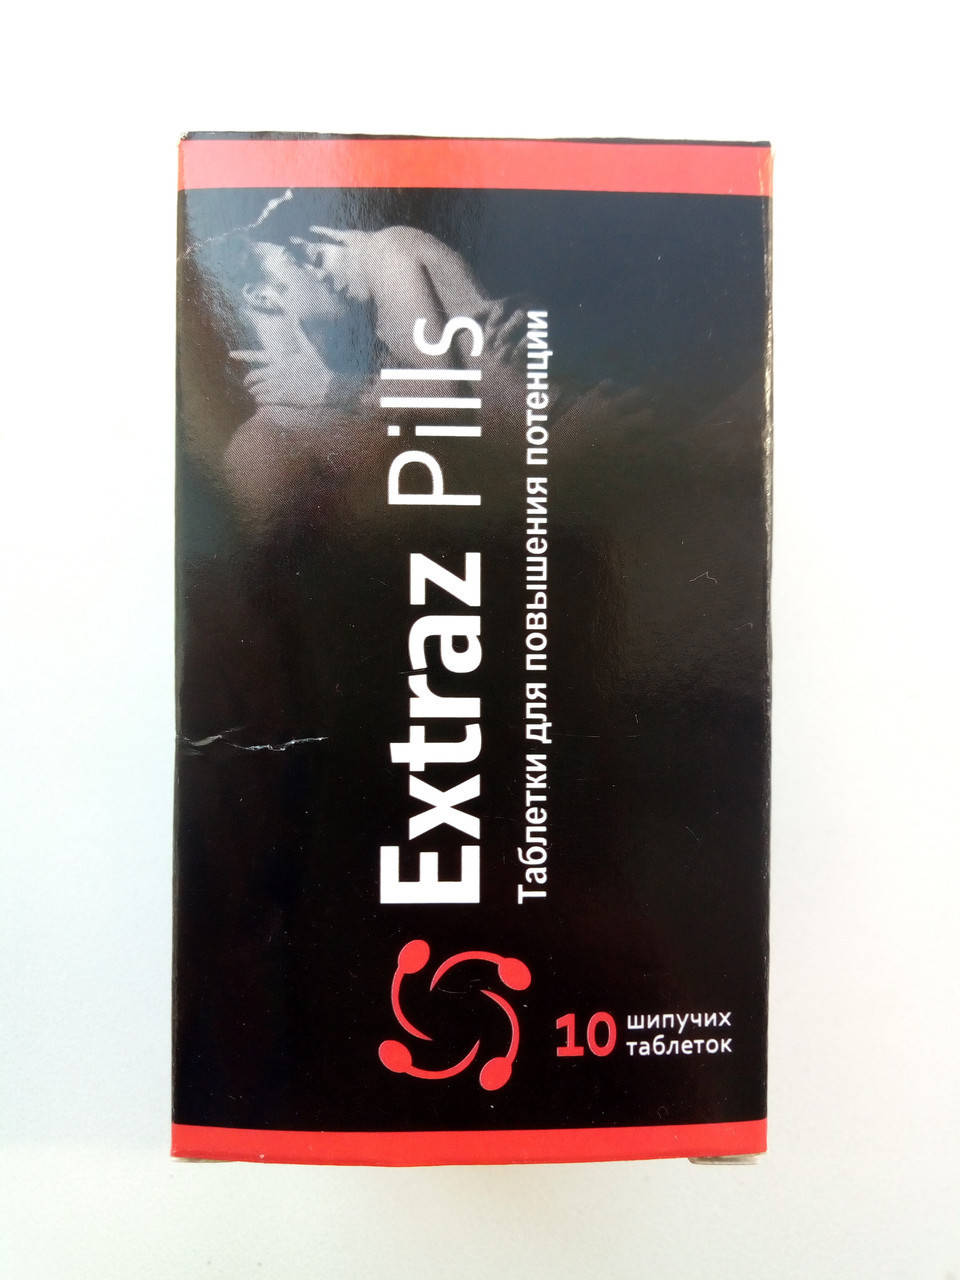 Extraz Pills
Таблетки для повышения потенции
10 шипучих
таблеток